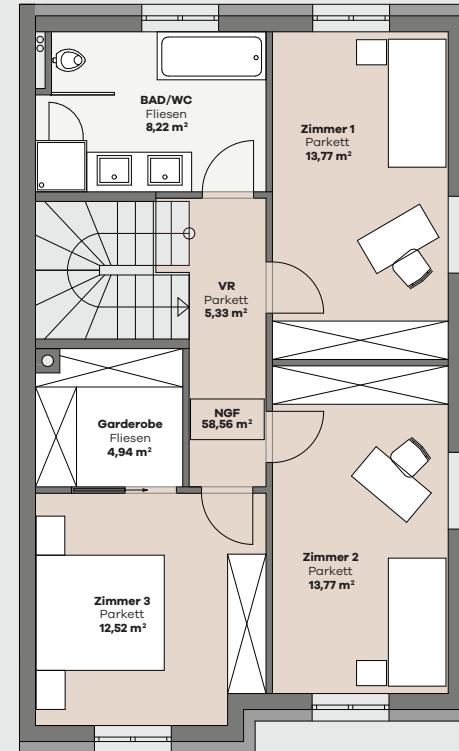 BAD/WC
Fliesen
8,22 m²
Zimmer 1
Parkett
13,77 m²
VR
Parkett
5,33 m²
NGF
58,56 m²
Garderobe
Fliesen
4,94 m²
Zimmer 2
Parkett
13,77 m²
Zimmer 3
Parkett
12,52 m²